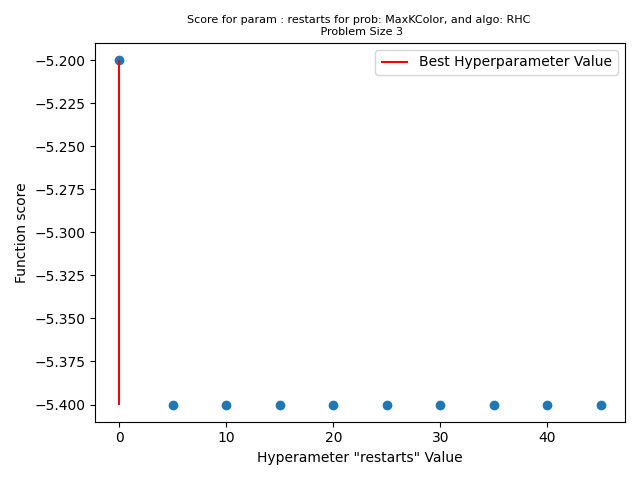 Score for param : restarts for prob: MaxKColor, and algo: RHC
Problem Size 3
Best Hyperparameter Value
Function score
−5.200
−5.225
−5.250
−5.275
−5.300
−5.325
−5.350
−5.375
−5.400
0 10 20 30 40
Hyperameter "restarts" Value